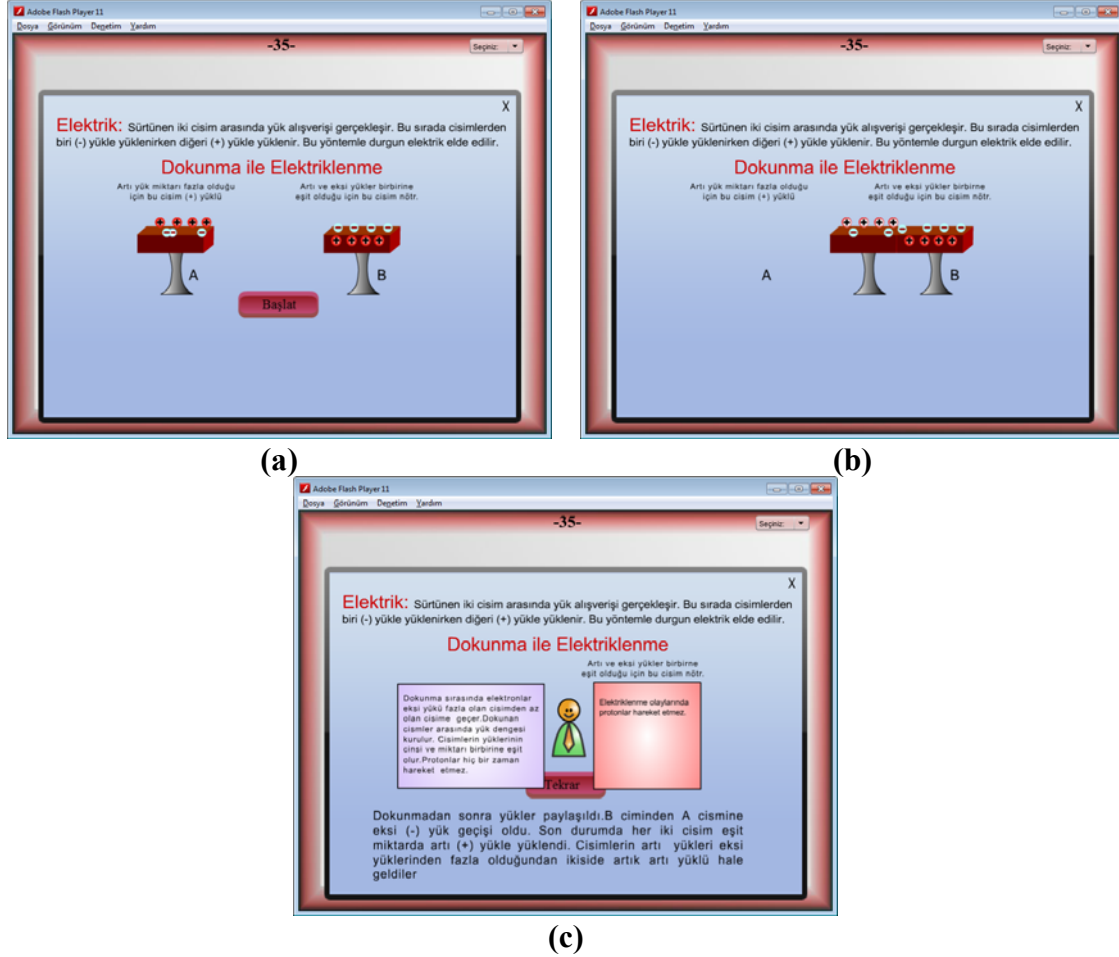 Adobe Flash Player 11
Dosya Görünüm Denetim Yardım
-35-
Seçiniz:
X
Elektrik: Sürtünen iki cisim arasında yük alışverişi gerçekleşir. Bu sırada cisimlerden
biri (-) yükle yüklenirken diğeri (+) yükle yüklenir. Bu yöntemle durgun elektrik elde edilir.
Dokunma ile Elektriklenme
Artı yük miktarı fazla olduğu
için bu cisim (+) yüklü
Artı ve eksi yükler birbirine
eşit olduğu için bu cisim nötr.
A
B
Başlat
(a)
Adobe Flash Player 11
Dosya Görünüm Denetim Yardım
-35-
Seçiniz:
X
Elektrik: Sürtünen iki cisim arasında yük alışverişi gerçekleşir. Bu sırada cisimlerden
biri (-) yükle yüklenirken diğeri (+) yükle yüklenir. Bu yöntemle durgun elektrik elde edilir.
Dokunma ile Elektriklenme
Artı yük miktarı fazla olduğu
için bu cisim (+) yüklü
Artı ve eksi yükler birbirine
eşit olduğu için bu cisim nötr.
A
B
(b)
Adobe Flash Player 11
Dosya Görünüm Denetim Yardım
-35-
Seçiniz:
X
Elektrik: Sürtünen iki cisim arasında yük alışverişi gerçekleşir. Bu sırada cisimlerden
biri (-) yükle yüklenirken diğeri (+) yükle yüklenir. Bu yöntemle durgun elektrik elde edilir.
Dokunma ile Elektriklenme
Artı ve eksi yükler birbirne
eşit olduğu için bu cisim nötr.
Dokunma sırasında elektronlar
eksi yükü fazla olan cisimden az
olan cisime geçer.Dokunan
cismler arasında yük dengesi
kurulur. Cisimlerin yüklerinin
cinsi ve miktarı birbirine eşit
olur.Protonlar hiç bir zaman
hareket etmez.
Elektriklenme olaylarında
protonlar hareket etmez.
Tekrar
Dokunmadan sonra yükler paylaşıldı.B ciminden A cismine
eksi (-) yük geçişi oldu. Son durumda her iki cisim eşit
miktarda artı (+) yükle yüklendi. Cisimlerin artı yükleri eksi
yüklerinden fazla olduğundan ikiside artık artı yüklü hale
geldiler
(c)